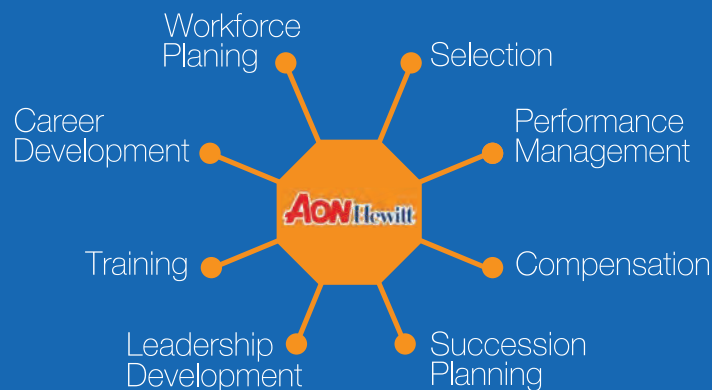 Workforce
Planing
Selection
Career
Development
Performance
Management
AON Hewitt
Training
Compensation
Leadership
Development
Succession
Planning